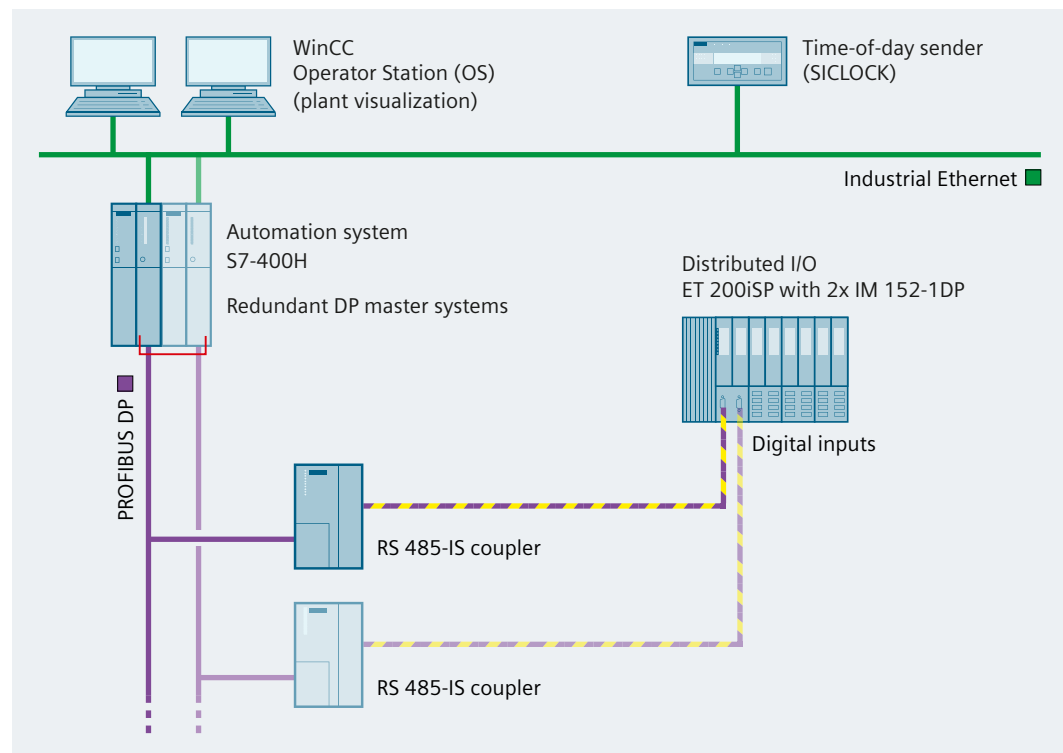 WinCC
Operator Station (OS)
(plant visualization)
Time-of-day sender
(SICLOCK)
Industrial Ethernet
Automation system
S7-400H
Redundant DP master systems
Distributed I/O
ET 200iSP with 2x IM 152-1DP
Digital inputs
PROFIBUS DP
RS 485-IS coupler
RS 485-IS coupler